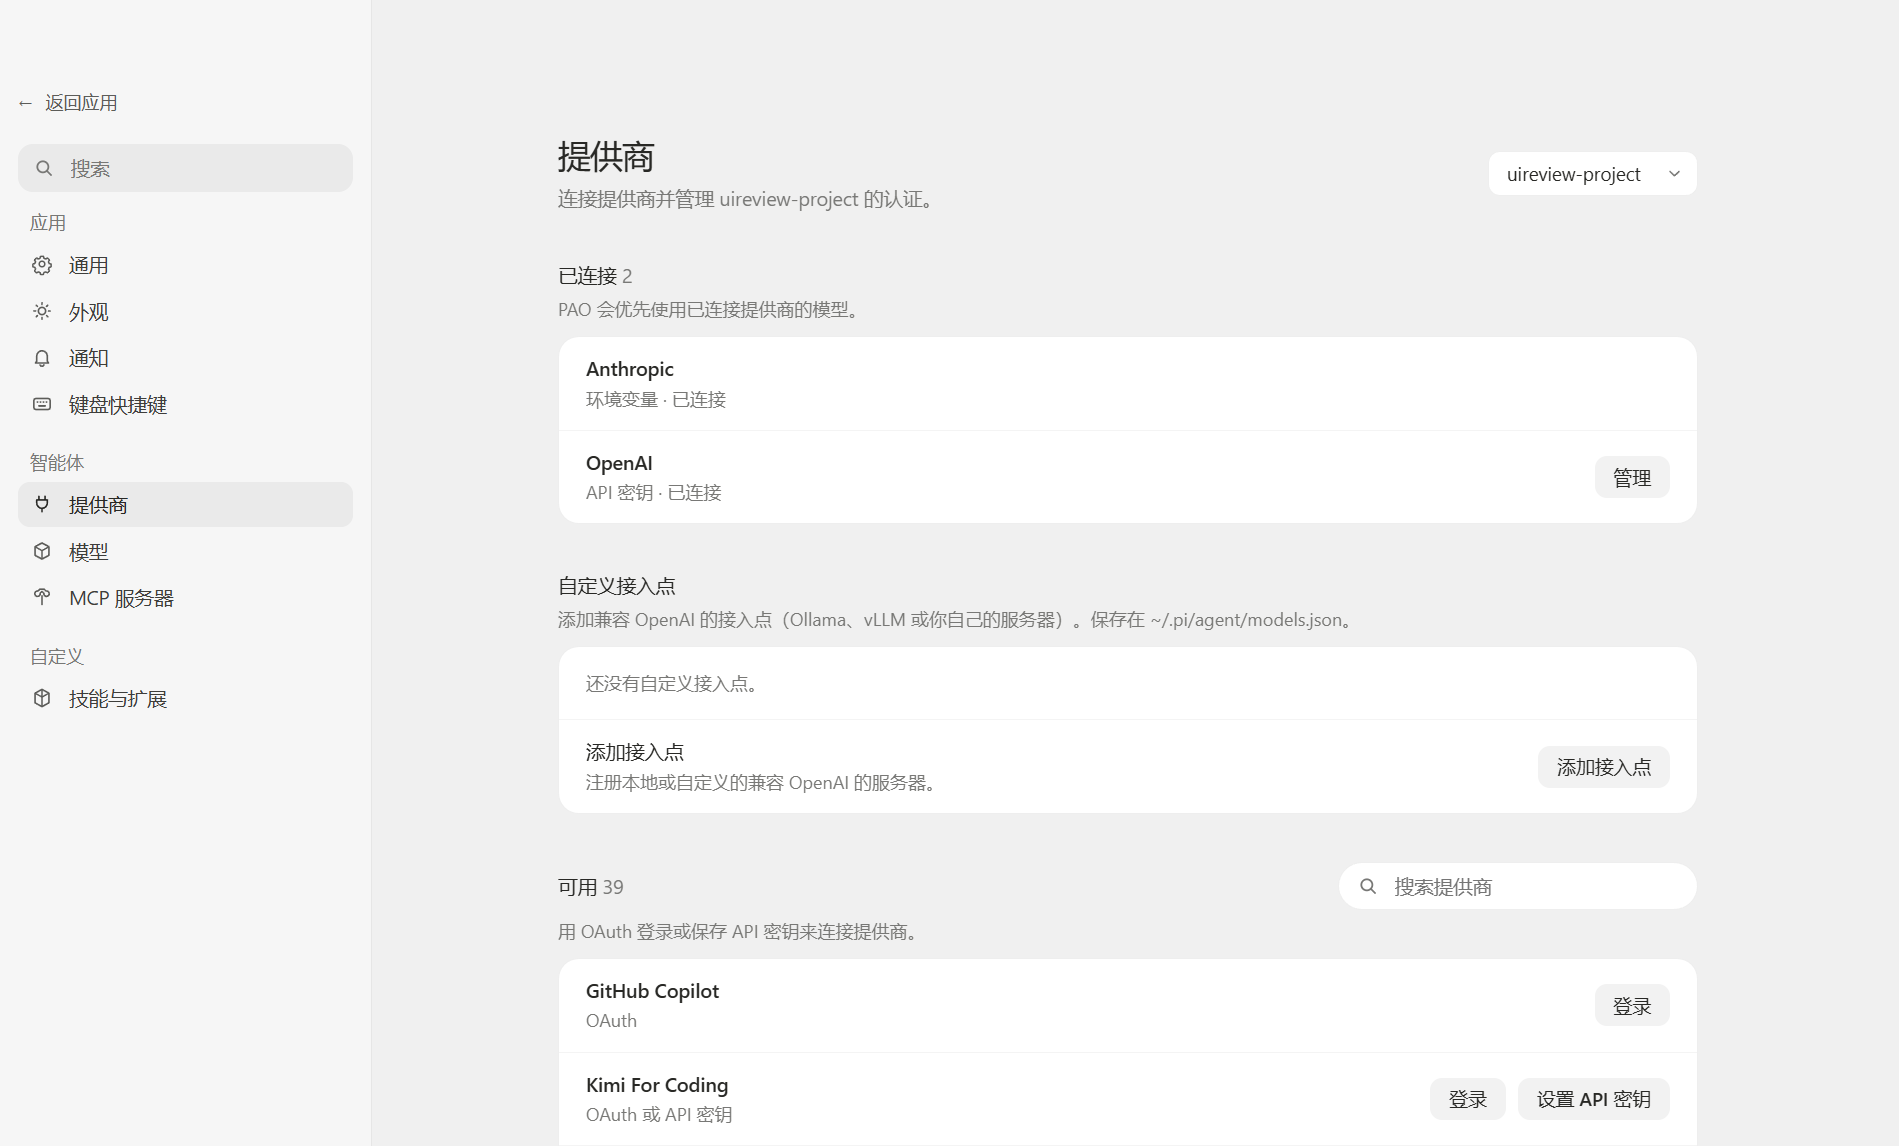 ← 返回应用
搜索
应用
通用
外观
通知
键盘快捷键
智能体
提供商
模型
MCP 服务器
自定义
技能与扩展
提供商
连接提供商并管理 uireview-project 的认证。
uireview-project
已连接 2
PAO 会优先使用已连接提供商的模型。
Anthropic
环境变量 · 已连接
OpenAI
API 密钥 · 已连接
管理
自定义接入点
添加兼容 OpenAI 的接入点（Ollama、vLLM 或你自己的服务器）。保存在 ~/.pi/agent/models.json。
还没有自定义接入点。
添加接入点
注册本地或自定义的兼容 OpenAI 的服务器。
添加接入点
可用 39
搜索提供商
用 OAuth 登录或保存 API 密钥来连接提供商。
GitHub Copilot
OAuth
登录
Kimi For Coding
OAuth 或 API 密钥
登录
设置 API 密钥